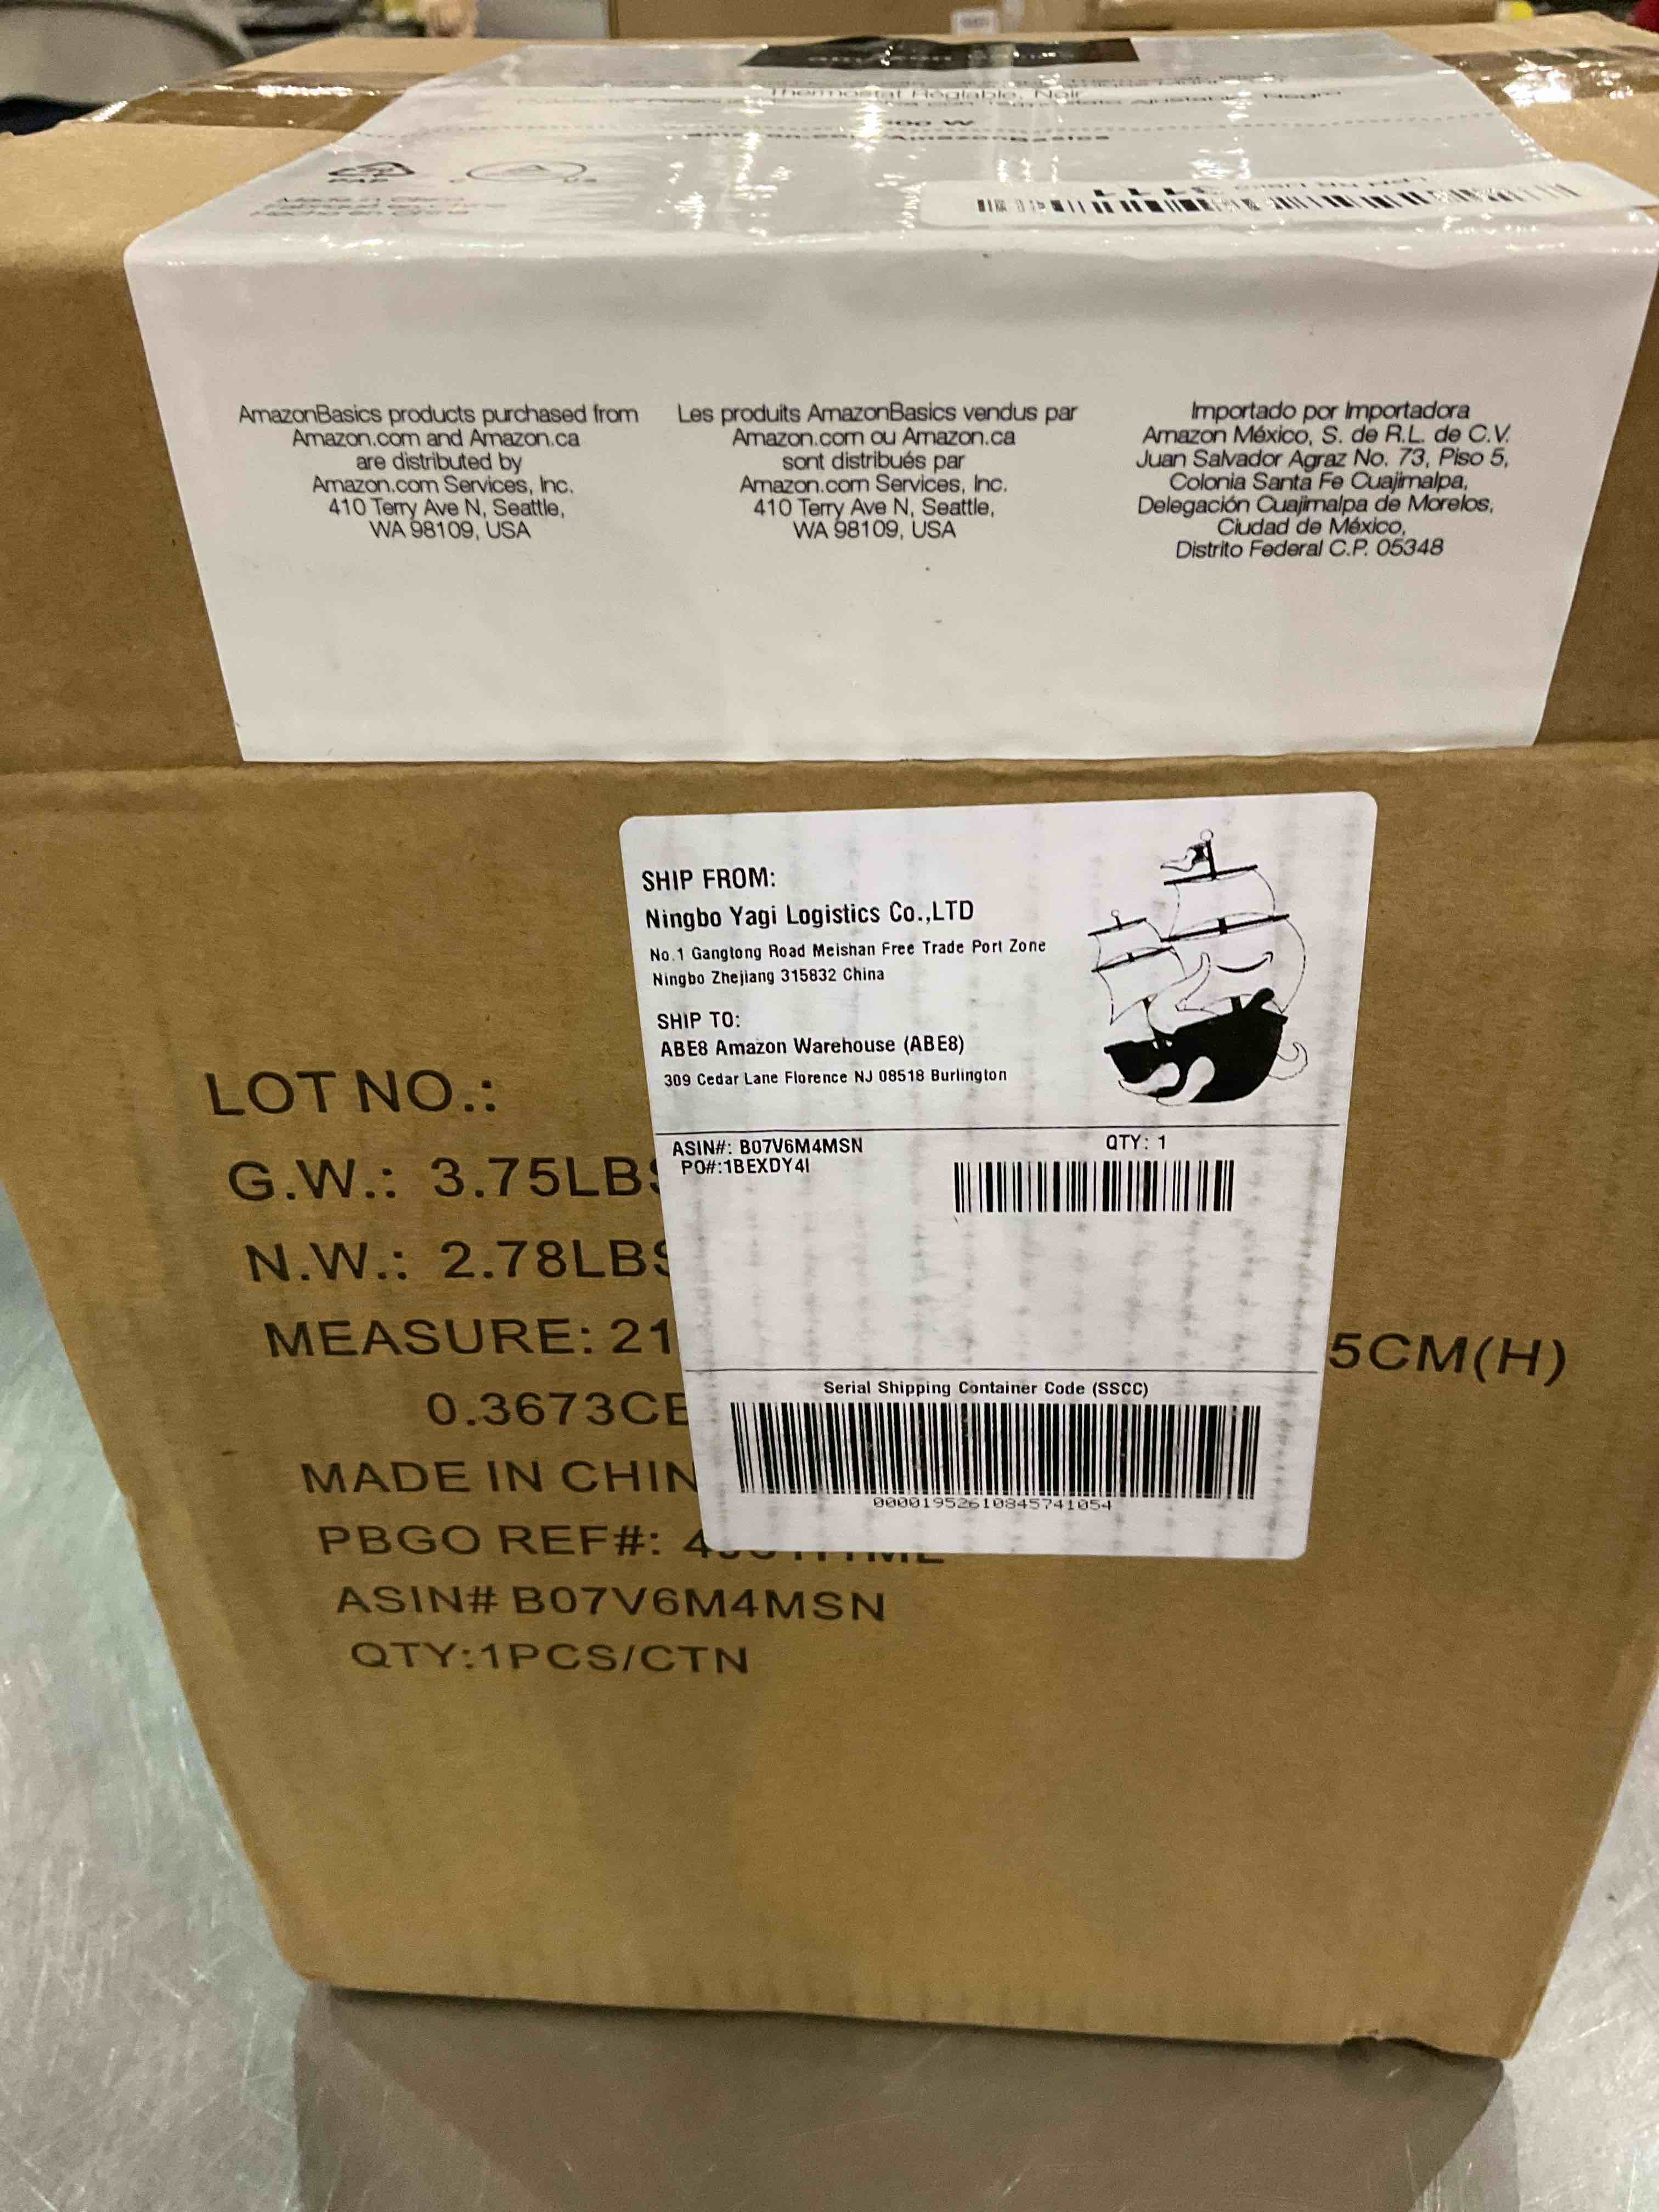 Thermostat Réglable, Noir
PAP
Hecho en China
AmazonBasics products purchased from
Amazon.com and Amazon.ca
are distributed by
Amazon.com Services, Inc.
410 Terry Ave N, Seattle,
WA 98109, USA
Les produits AmazonBasics vendus par
Amazon.com ou Amazon.ca
sont distribués par
Amazon.com Services, Inc.
410 Terry Ave N, Seattle,
WA 98109, USA
Importado por Importadora
Amazon México, S. de R.L. de C.V.
Juan Salvador Agraz No. 73, Piso 5,
Colonia Santa Fe Cuajimalpa,
Delegación Cuajimalpa de Morelos,
Ciudad de México,
Distrito Federal C.P. 05348
SHIP FROM:
Ningbo Yagi Logistics Co.,LTD
No.1 Gangtong Road Meishan Free Trade Port Zone
Ningbo Zhejiang 315832 China
SHIP TO:
ABE8 Amazon Warehouse (ABE8)
309 Cedar Lane Florence NJ 08518 Burlington
ASIN#: B07V6M4MSN
PO#:1BEXDY4I
QTY: 1
Serial Shipping Container Code (SSCC)
00001952610845741054
LOT NO.:
G.W.: 3.75LBS
N.W.: 2.78LBS
MEASURE: 21
5CM(H)
0.3673
MADE IN CHIN
PBGO REF#:
ASIN# B07V6M4MSN
QTY:1PCS/CTN